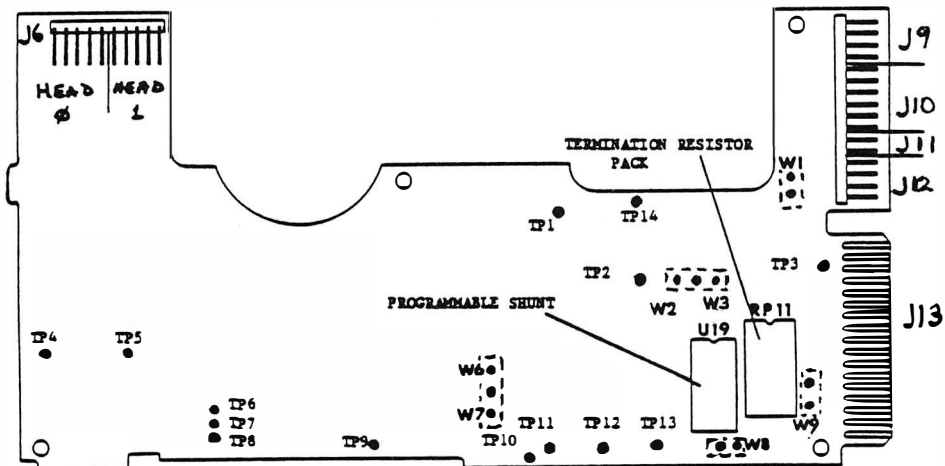 J6
HEAD HEAD
0 1
J9
J10
J11
J12
TERMINATION RESISTOR
PACK
W1
TP1
TP14
TP2
TP3
W2 W3
PROGRAMMABLE SHUNT
RP11
U19
J13
TP4
TP5
W6
W7
TP6
TP7
TP8
TP9
TP10
TP11
TP12
TP13
W8
W9